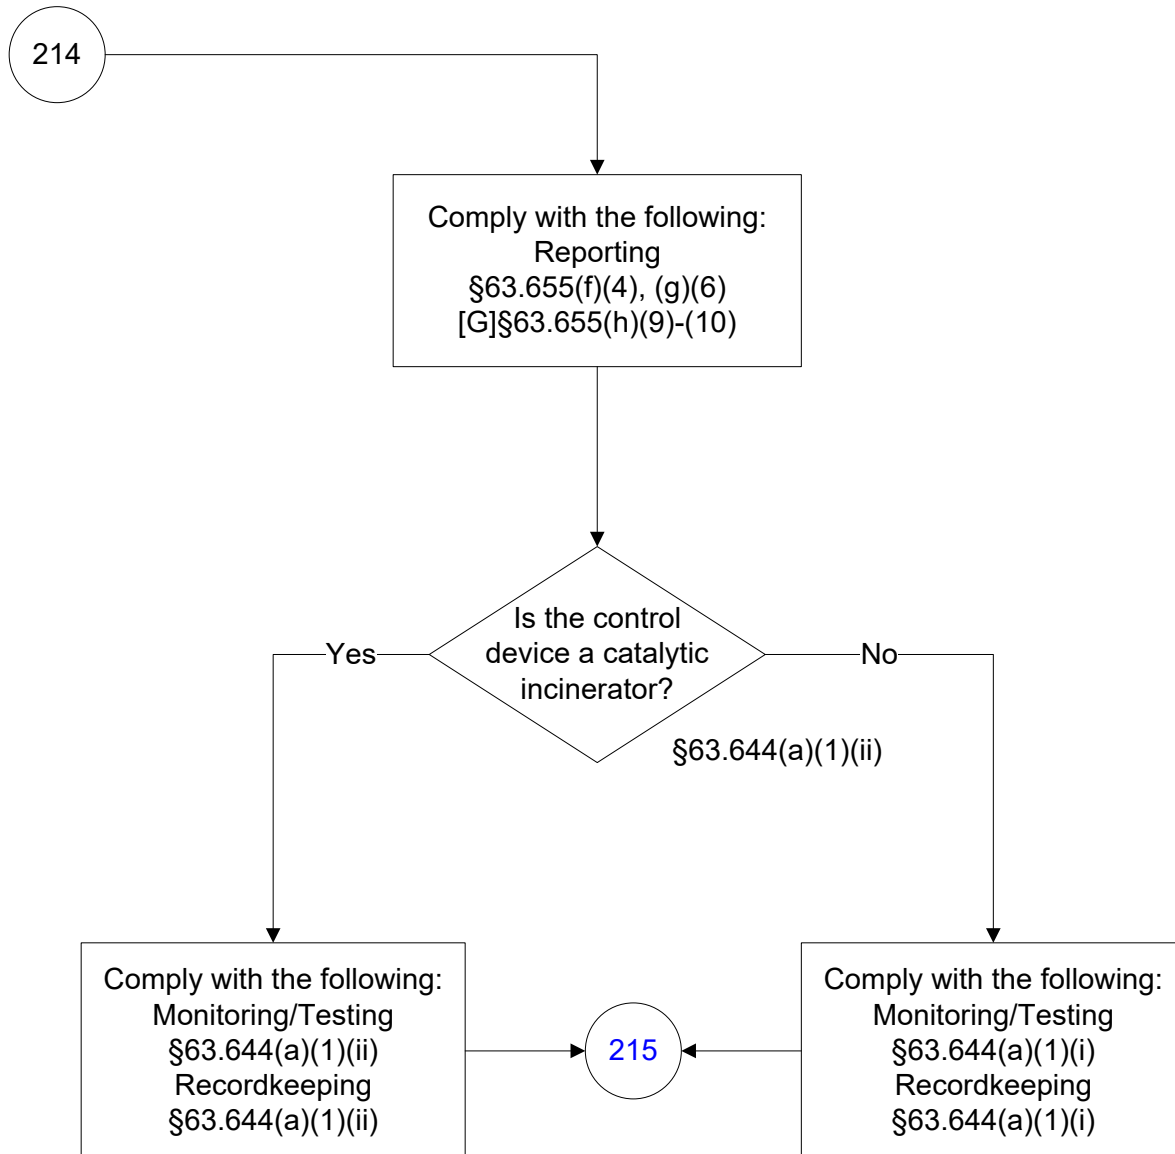 214
Comply with the following:
Reporting
§63.655(f)(4), (g)(6)
[G]§63.655(h)(9)-(10)
Is the control
device a catalytic
incinerator?
Yes
No
§63.644(a)(1)(ii)
Comply with the following:
Monitoring/Testing
§63.644(a)(1)(ii)
Recordkeeping
§63.644(a)(1)(ii)
215
Comply with the following:
Monitoring/Testing
§63.644(a)(1)(i)
Recordkeeping
§63.644(a)(1)(i)